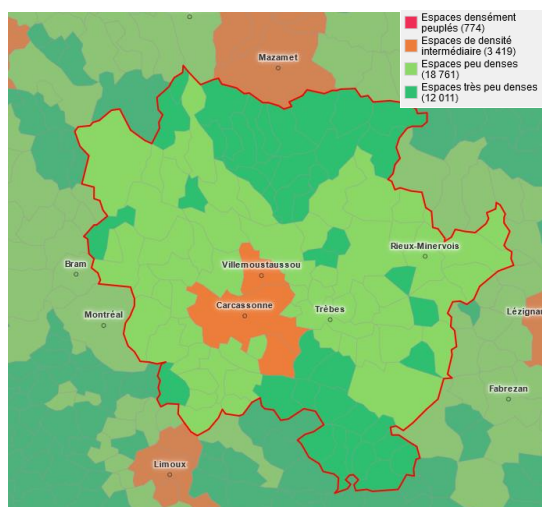 Espaces densément
peuplés (774)
Espaces de densité
intermédiaire (3 419)
Espaces peu denses
(18 761)
Espaces très peu denses
(12 011)
Mazamet
Rieux-Minervois
Bram
Villemoustaussou
Carcassonne
Trèbes
Montréal
Lézignan
Fabrezan
Limoux